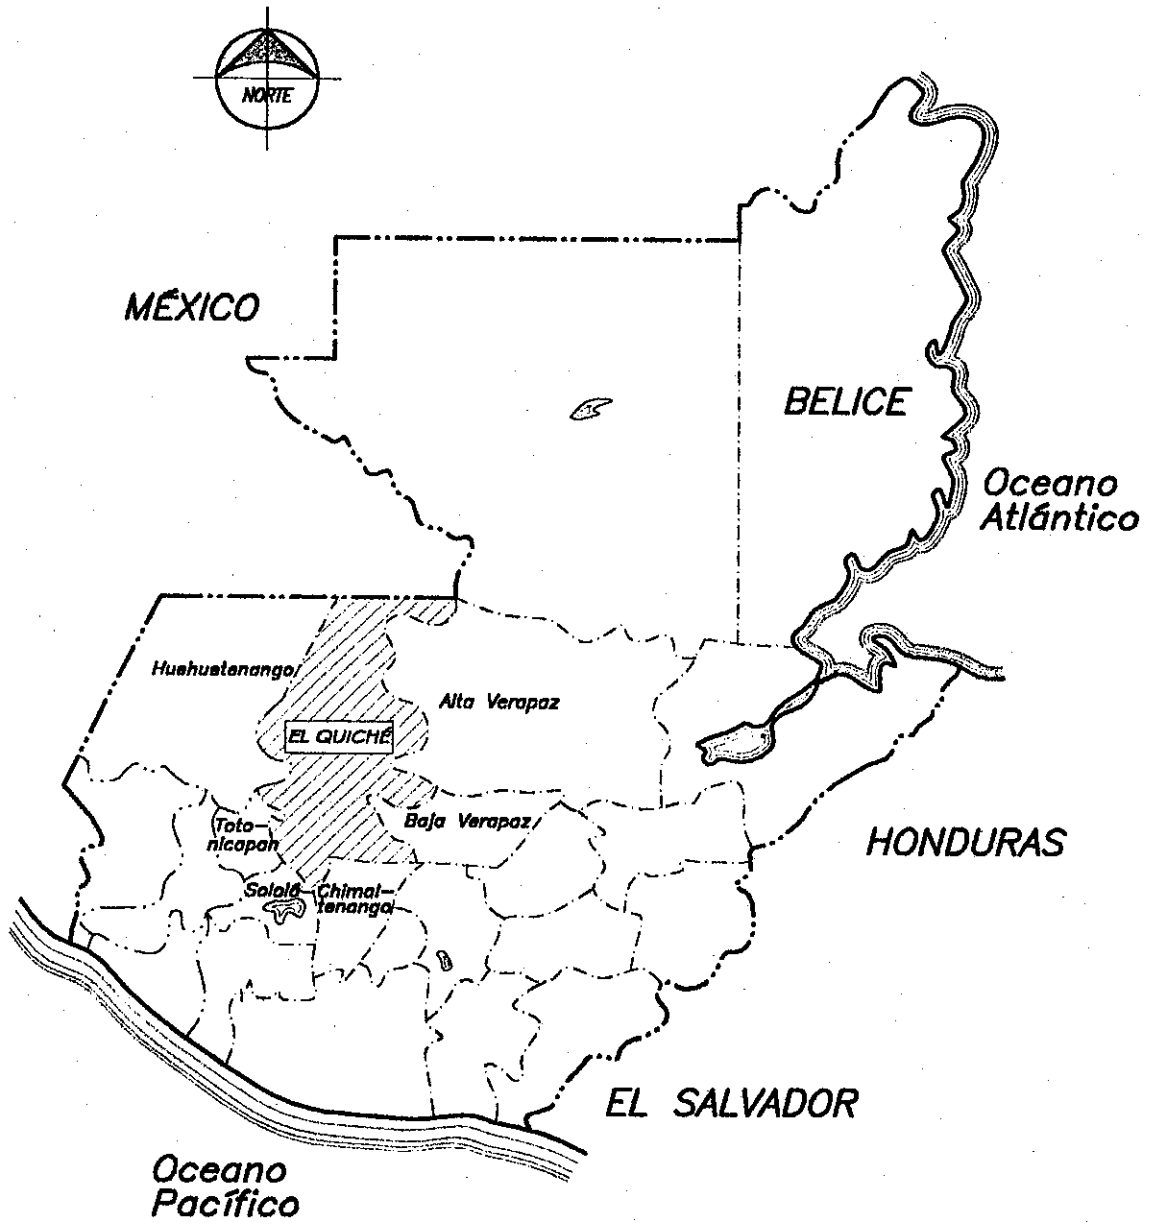 NORTE
MÉXICO
BELICE
Oceano
Atlántico
Huehuetenango
Alta Verapaz
EL QUICHÉ
Toto-
nicapan
Baja Verapaz
HONDURAS
Sololá
Chimal-
tenango
EL SALVADOR
Oceano
Pacífico